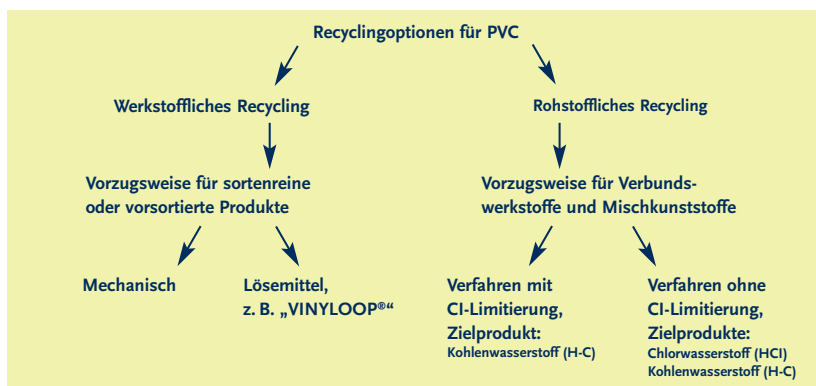 Recyclingoptionen für PVC
Werkstoffliches Recycling
Rohstoffliches Recycling
Vorzugsweise für sortenreine
oder vorsortierte Produkte
Vorzugsweise für Verbunds-
werkstoffe und Mischkunststoffe
Mechanisch
Lösemittel,
z. B. „VINYLOOP®“
Verfahren mit
Cl-Limitierung,
Zielprodukt:
Kohlenwasserstoff (H-C)
Verfahren ohne
Cl-Limitierung,
Zielprodukte:
Chlorwasserstoff (HCl)
Kohlenwasserstoff (H-C)